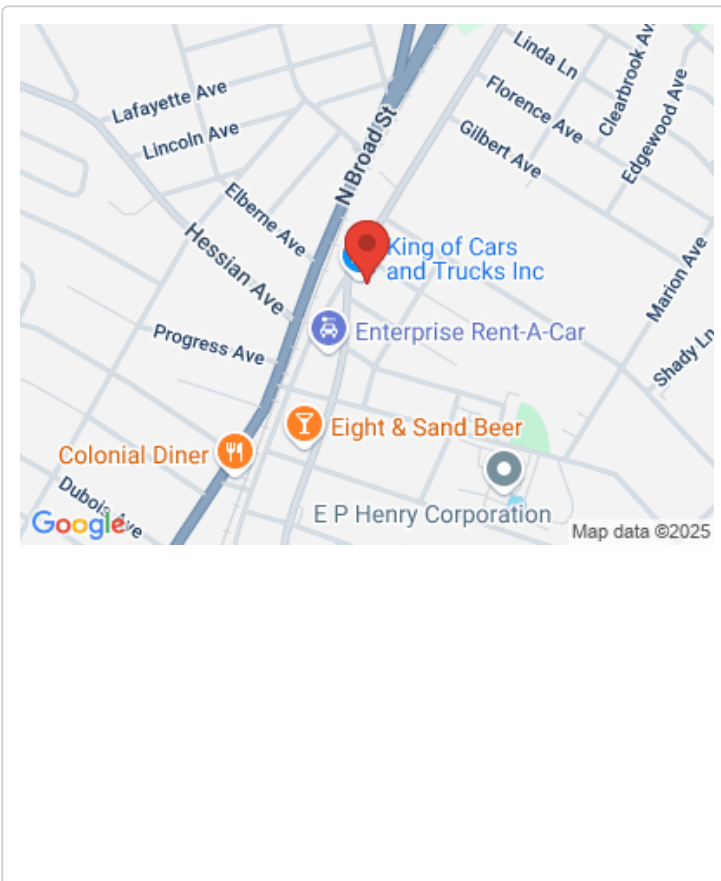 Linda Ln
Clearbrook Av
Lafayette Ave
Florence Ave
Edgewood Ave
Lincoln Ave
N Broad St
Gilbert Ave
Elberne Ave
Hessian Ave
King of Cars
and Trucks Inc
Marion Ave
Progress Ave
Enterprise Rent-A-Car
Shady Ln
Eight & Sand Beer
Colonial Diner
Dubois Ave
E P Henry Corporation
Google
Map data ©2025